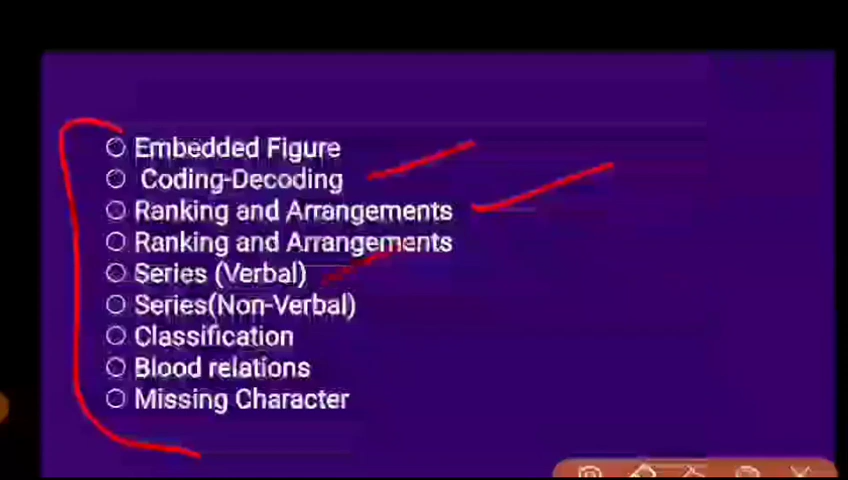 Embedded Figure
Coding-Decoding
Ranking and Arrangements
Ranking and Arrangements
Series (Verbal)
Series(Non-Verbal)
Classification
Blood relations
Missing Character